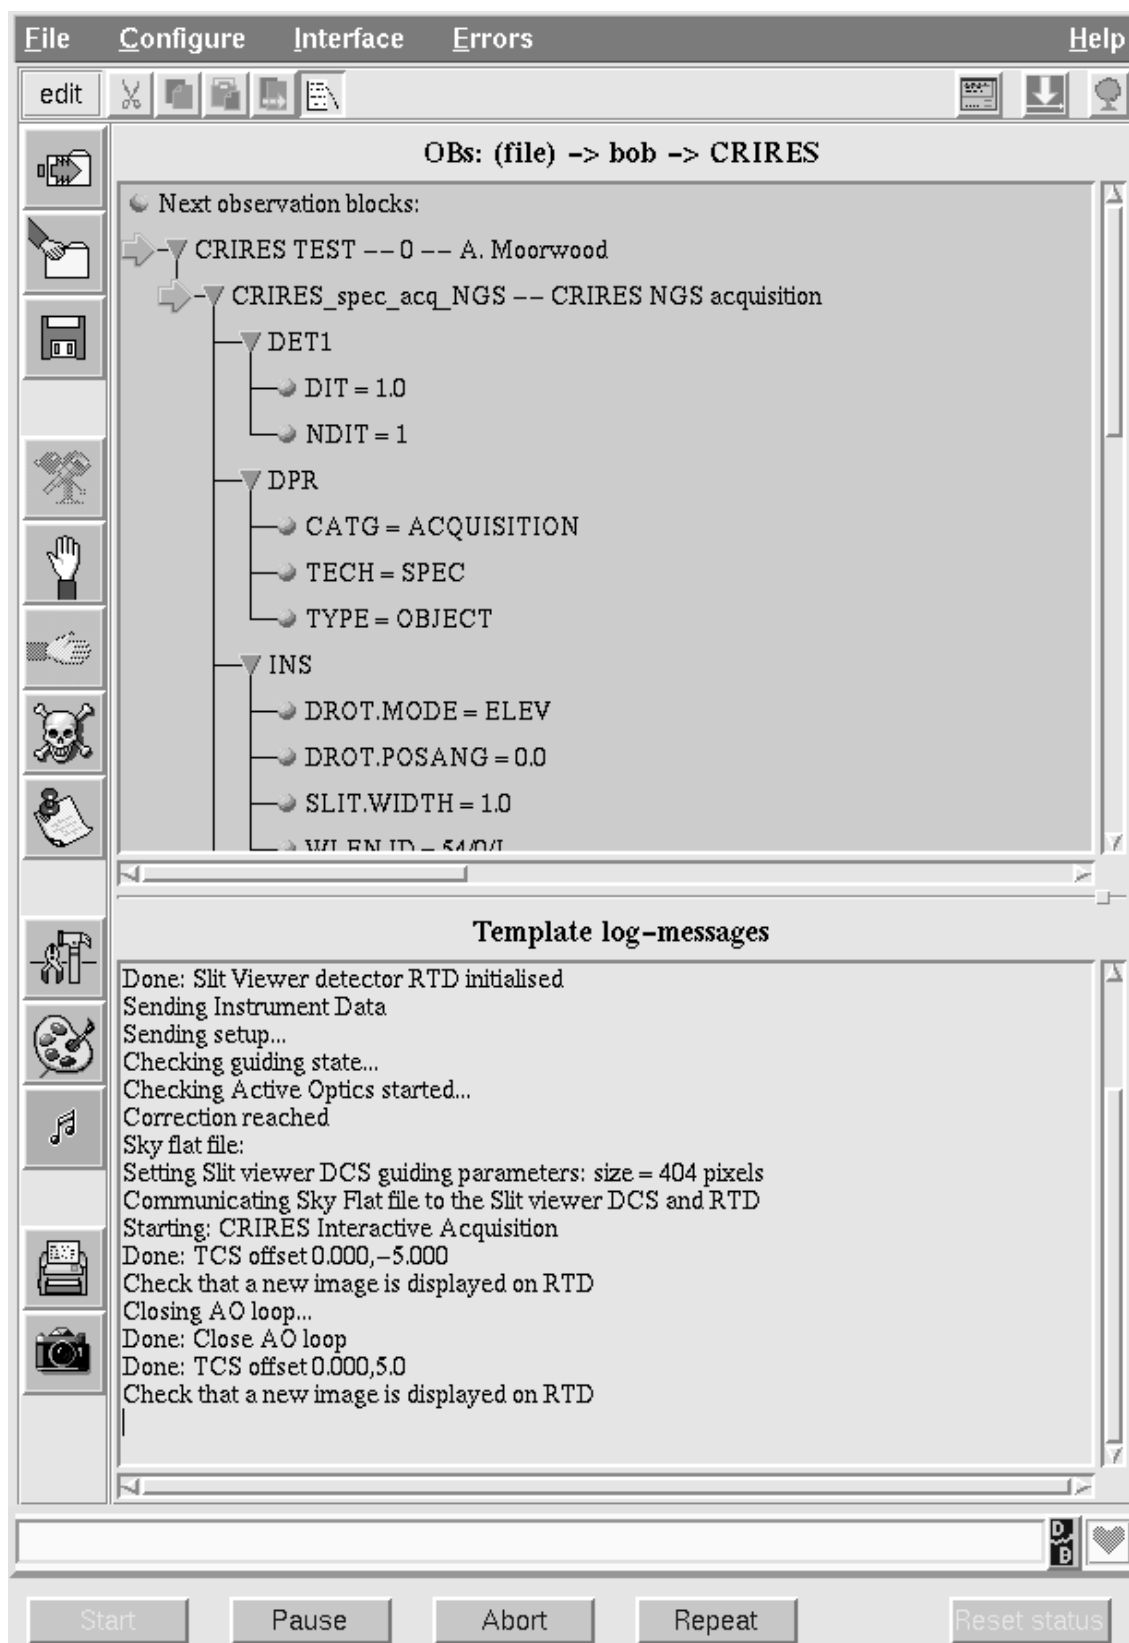 File Configure Interface Errors Help
edit
OBs: (file) -> bob -> CRIRES
Next observation blocks:
CRIRES TEST -- 0 -- A. Moorwood
CRIRES_spec_acq_NGS -- CRIRES NGS acquisition
DET1
DIT = 1.0
NDIT = 1
DPR
CATG = ACQUISITION
TECH = SPEC
TYPE = OBJECT
INS
DROT.MODE = ELEV
DROT.POSANG = 0.0
SLIT.WIDTH = 1.0
WLEN.ID = 54/0/
Template log-messages
Done: Slit Viewer detector RTD initialised
Sending Instrument Data
Sending setup...
Checking guiding state...
Checking Active Optics started...
Correction reached
Sky flat file:
Setting Slit viewer DCS guiding parameters: size = 404 pixels
Communicating Sky Flat file to the Slit viewer DCS and RTD
Starting: CRIRES Interactive Acquisition
Done: TCS offset 0.000,-5.000
Check that a new image is displayed on RTD
Closing AO loop...
Done: Close AO loop
Done: TCS offset 0.000,5.0
Check that a new image is displayed on RTD
D
B
Start Pause Abort Repeat Reset status